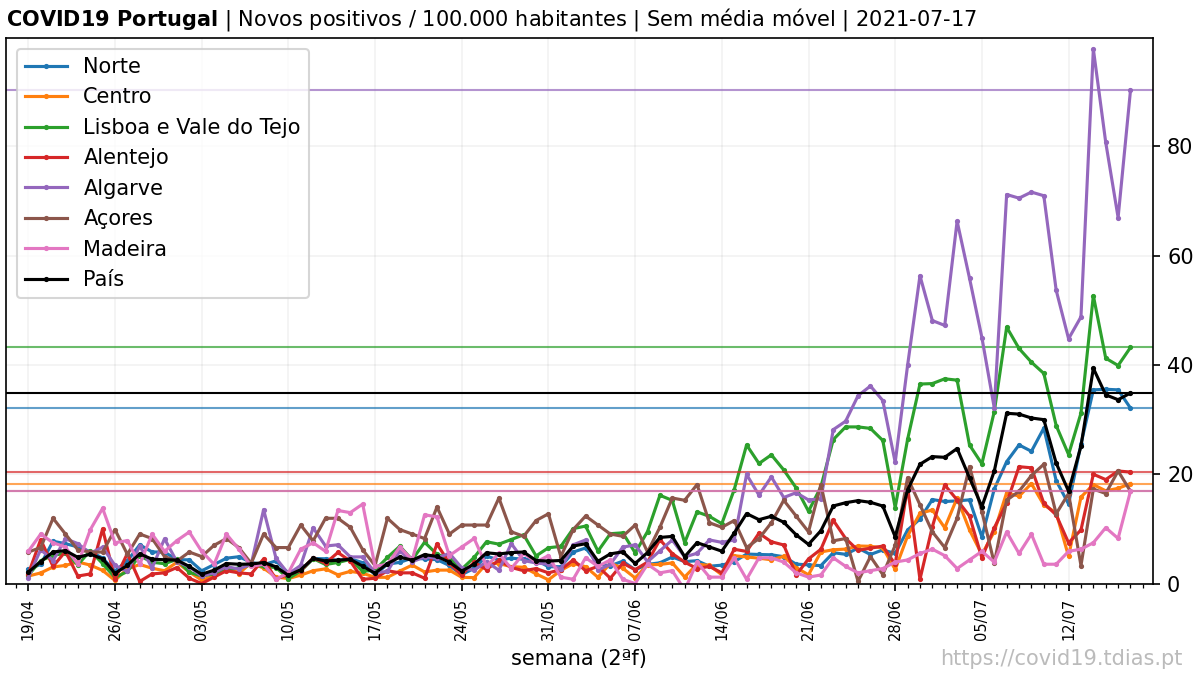 COVID19 Portugal | Novos positivos / 100.000 habitantes | Sem média móvel | 2021-07-17
Norte
Centro
Lisboa e Vale do Tejo
Alentejo
Algarve
Açores
Madeira
País
80
60
40
20
0
19/04
26/04
03/05
10/05
17/05
24/05
31/05
07/06
14/06
21/06
28/06
05/07
12/07
semana (2ªf)
https://covid19.tdias.pt